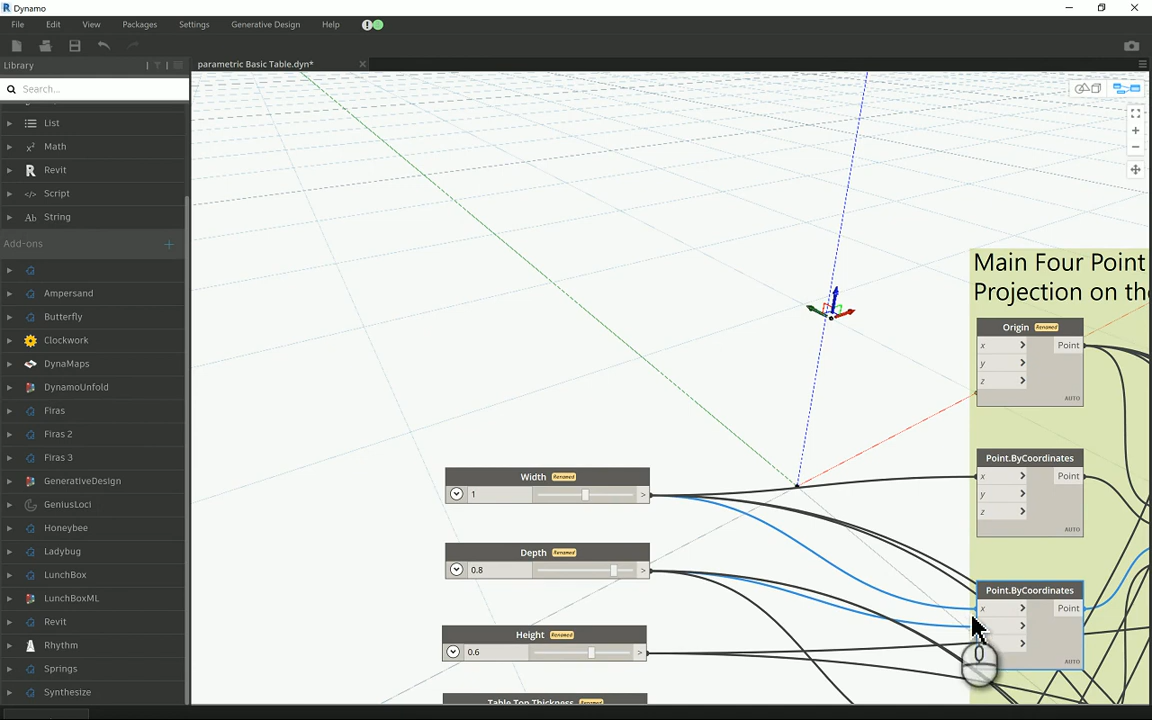 Dynamo
File Edit View Packages Settings Generative Design Help
Library
parametric Basic Table.dyn*
Search...
List
Math
R Revit
Script
Ab String
Add-ons
Ampersand
Butterfly
Clockwork
DynaMaps
DynamoUnfold
Firas
Firas 2
Firas 3
GenerativeDesign
GeniusLoci
Honeybee
Ladybug
LunchBox
LunchBoxML
Revit
Rhythm
Springs
Synthesize
Width Renamed
1
Depth Renamed
0.8
Height Renamed
0.6
Table Top Thickness Renamed
Main Four Point
Projection on th
Origin Renamed
x > Point
y >
z >
AUTO
Point.ByCoordinates
x > Point
y >
z >
AUTO
Point.ByCoordinates
x > Point
>
>
AUTO